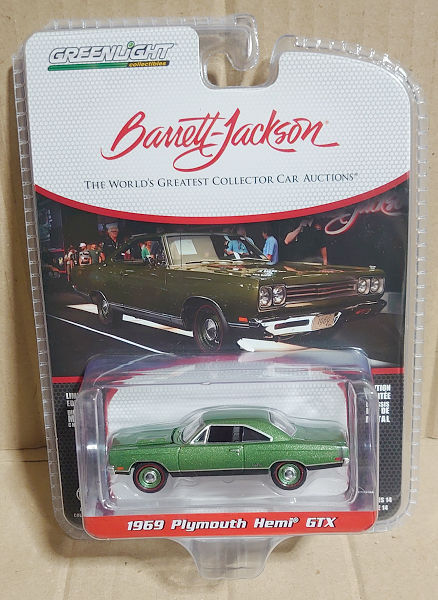 GREENLiGHT
collectibles
Barrett-Jackson®
THE WORLD'S GREATEST COLLECTOR CAR AUCTIONS®
1969 Plymouth Hemi® GTX